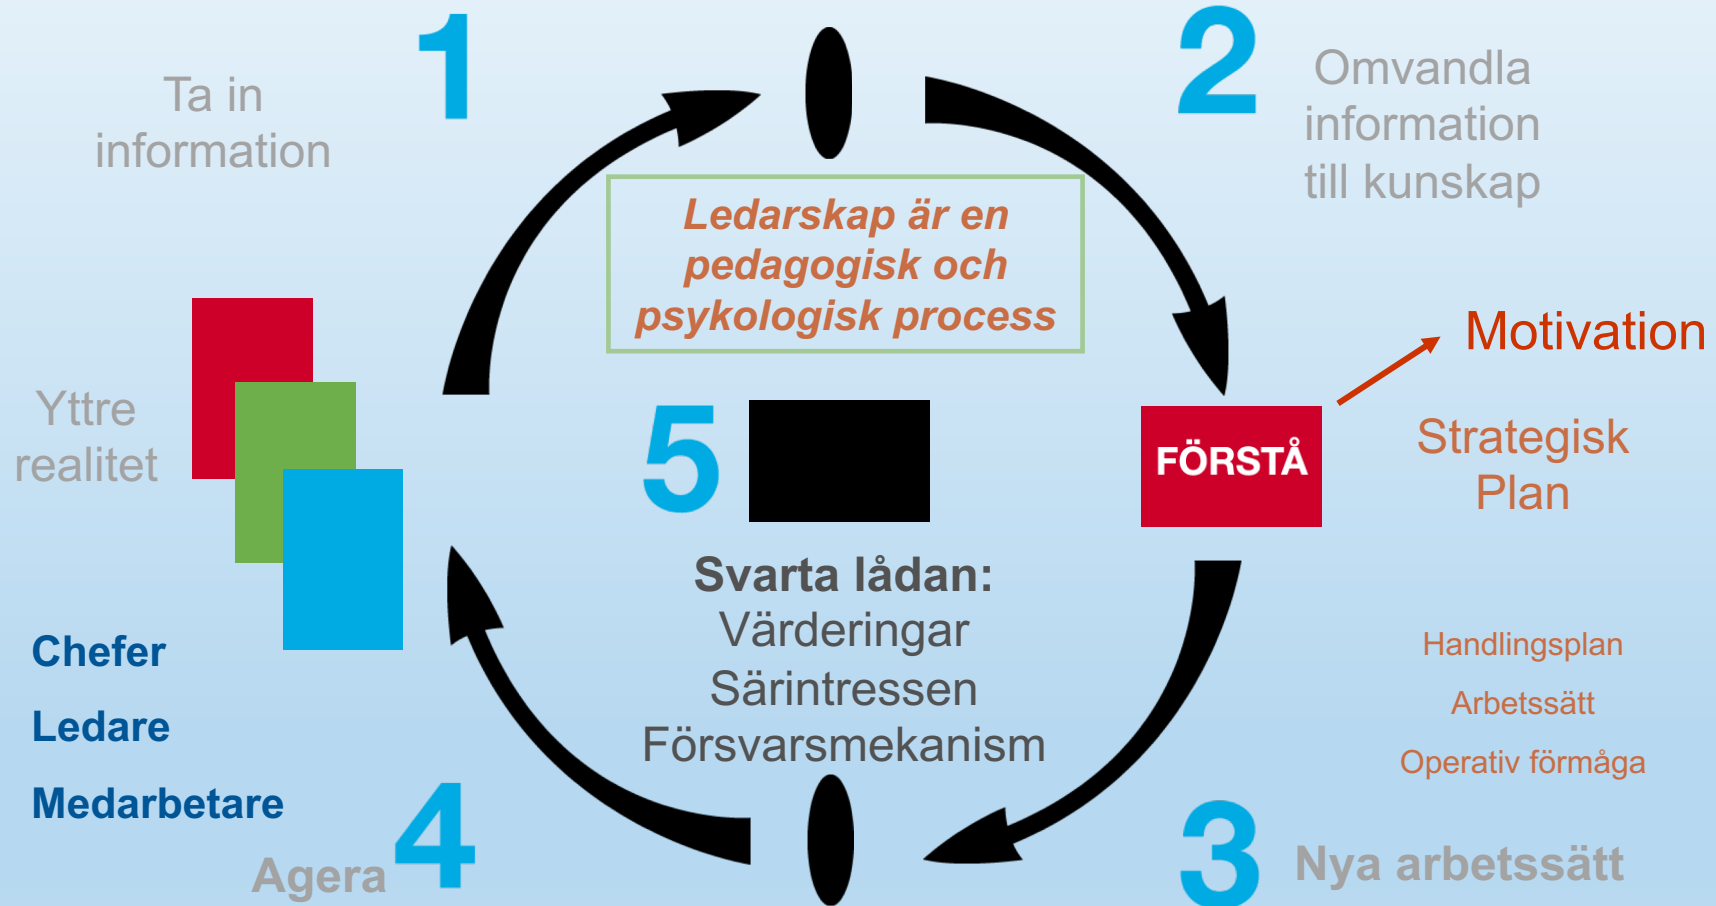 1
Ta in
information
2
Omvandla
information
till kunskap
Ledarskap är en
pedagogisk och
psykologisk process
Motivation
Yttre
realitet
5
FÖRSTÅ
Strategisk
Plan
Svarta lådan:
Värderingar
Särintressen
Försvarsmekanism
Chefer
Ledare
Medarbetare
Handlingsplan
Arbetssätt
Operativ förmåga
4
Agera
3
Nya arbetssätt